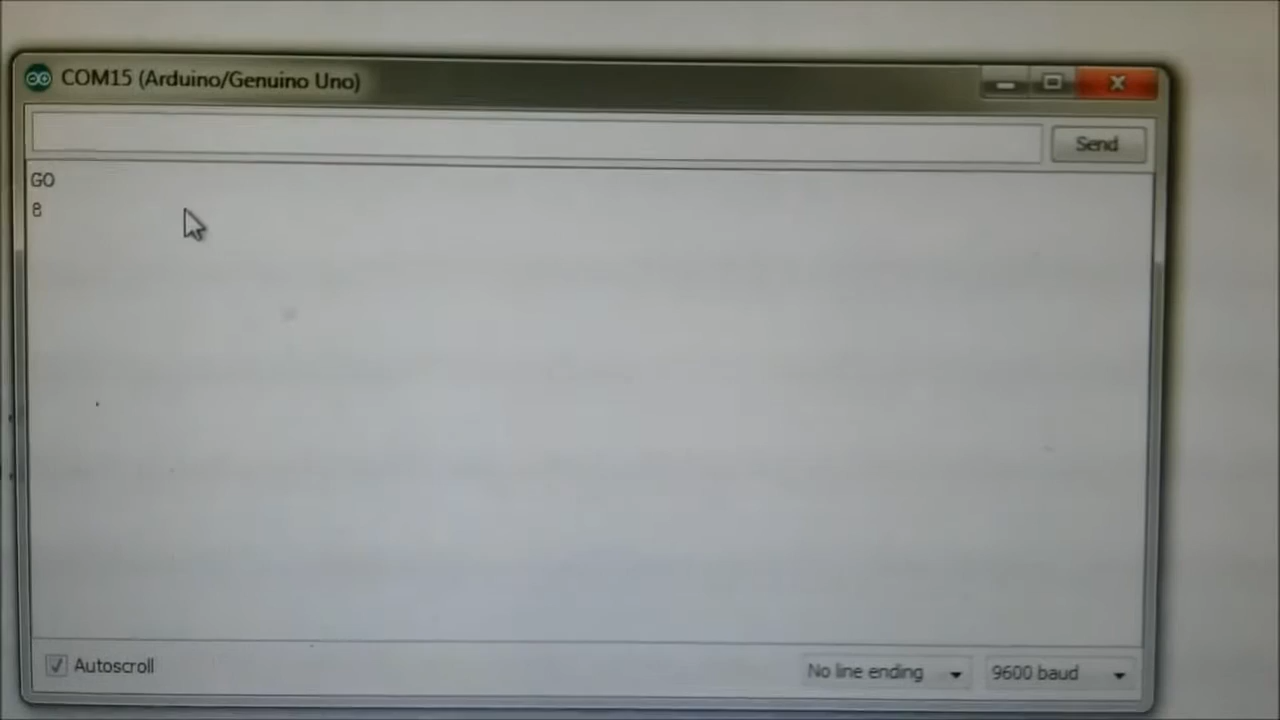 COM15 (Arduino/Genuino Uno)
Send
GO
8
Autoscroll
No line ending
9600 baud